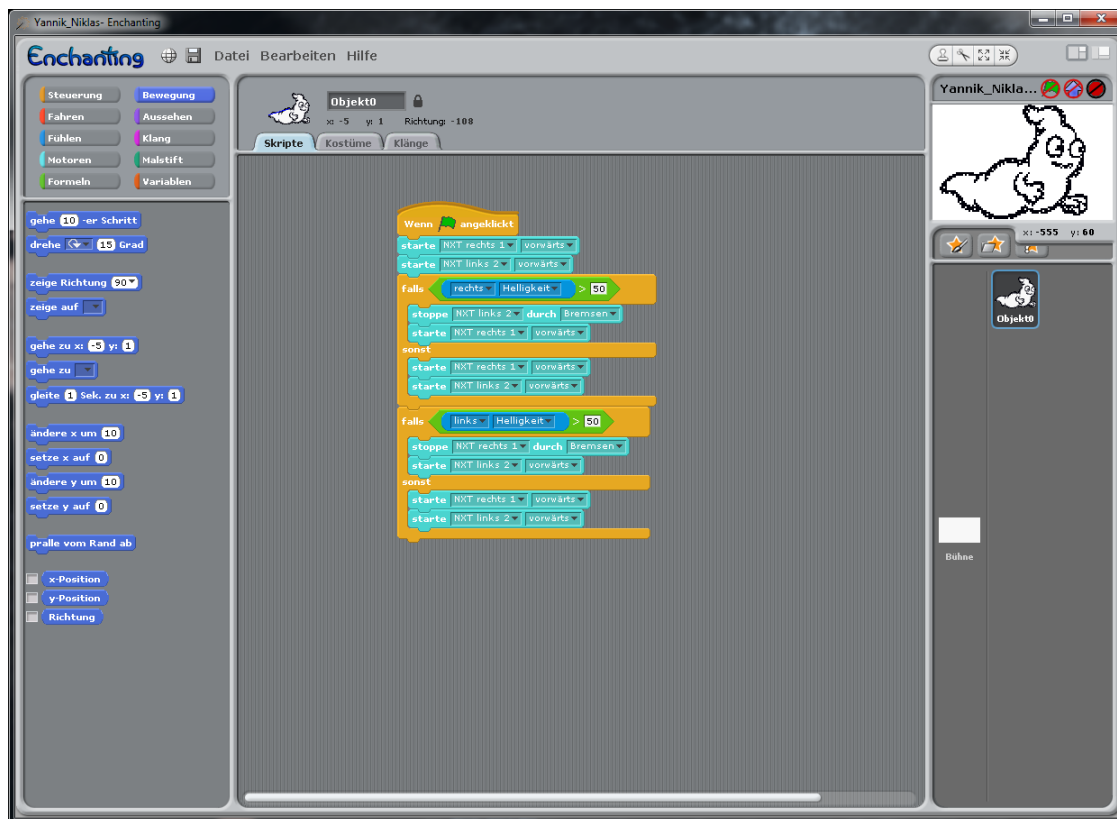 Yannik_Niklas- Enchanting
Enchanting
Datei Bearbeiten Hilfe
Steuerung
Bewegung
Fahren
Aussehen
Fühlen
Klang
Motoren
Malstift
Formeln
Variablen
gehe 10 -er Schritt
drehe 15 Grad
zeige Richtung 90
zeige auf
gehe zu x: -5 y: 1
gehe zu
gleite 1 Sek. zu x: -5 y: 1
ändere x um 10
setze x auf 0
ändere y um 10
setze y auf 0
pralle vom Rand ab
x-Position
y-Position
Richtung
Objekt0
x: -5 y: 1 Richtung: -108
Skripte Kostüme Klänge
Wenn angeklickt
starte NXT rechts 1 vorwärts
starte NXT links 2 vorwärts
falls rechts Helligkeit > 50
stoppe NXT links 2 durch Bremsen
starte NXT rechts 1 vorwärts
sonst
starte NXT rechts 1 vorwärts
starte NXT links 2 vorwärts
falls links Helligkeit > 50
stoppe NXT rechts 1 durch Bremsen
starte NXT links 2 vorwärts
sonst
starte NXT rechts 1 vorwärts
starte NXT links 2 vorwärts
Yannik_Nikla...
x: -555 y: 60
Objekt0
Bühne